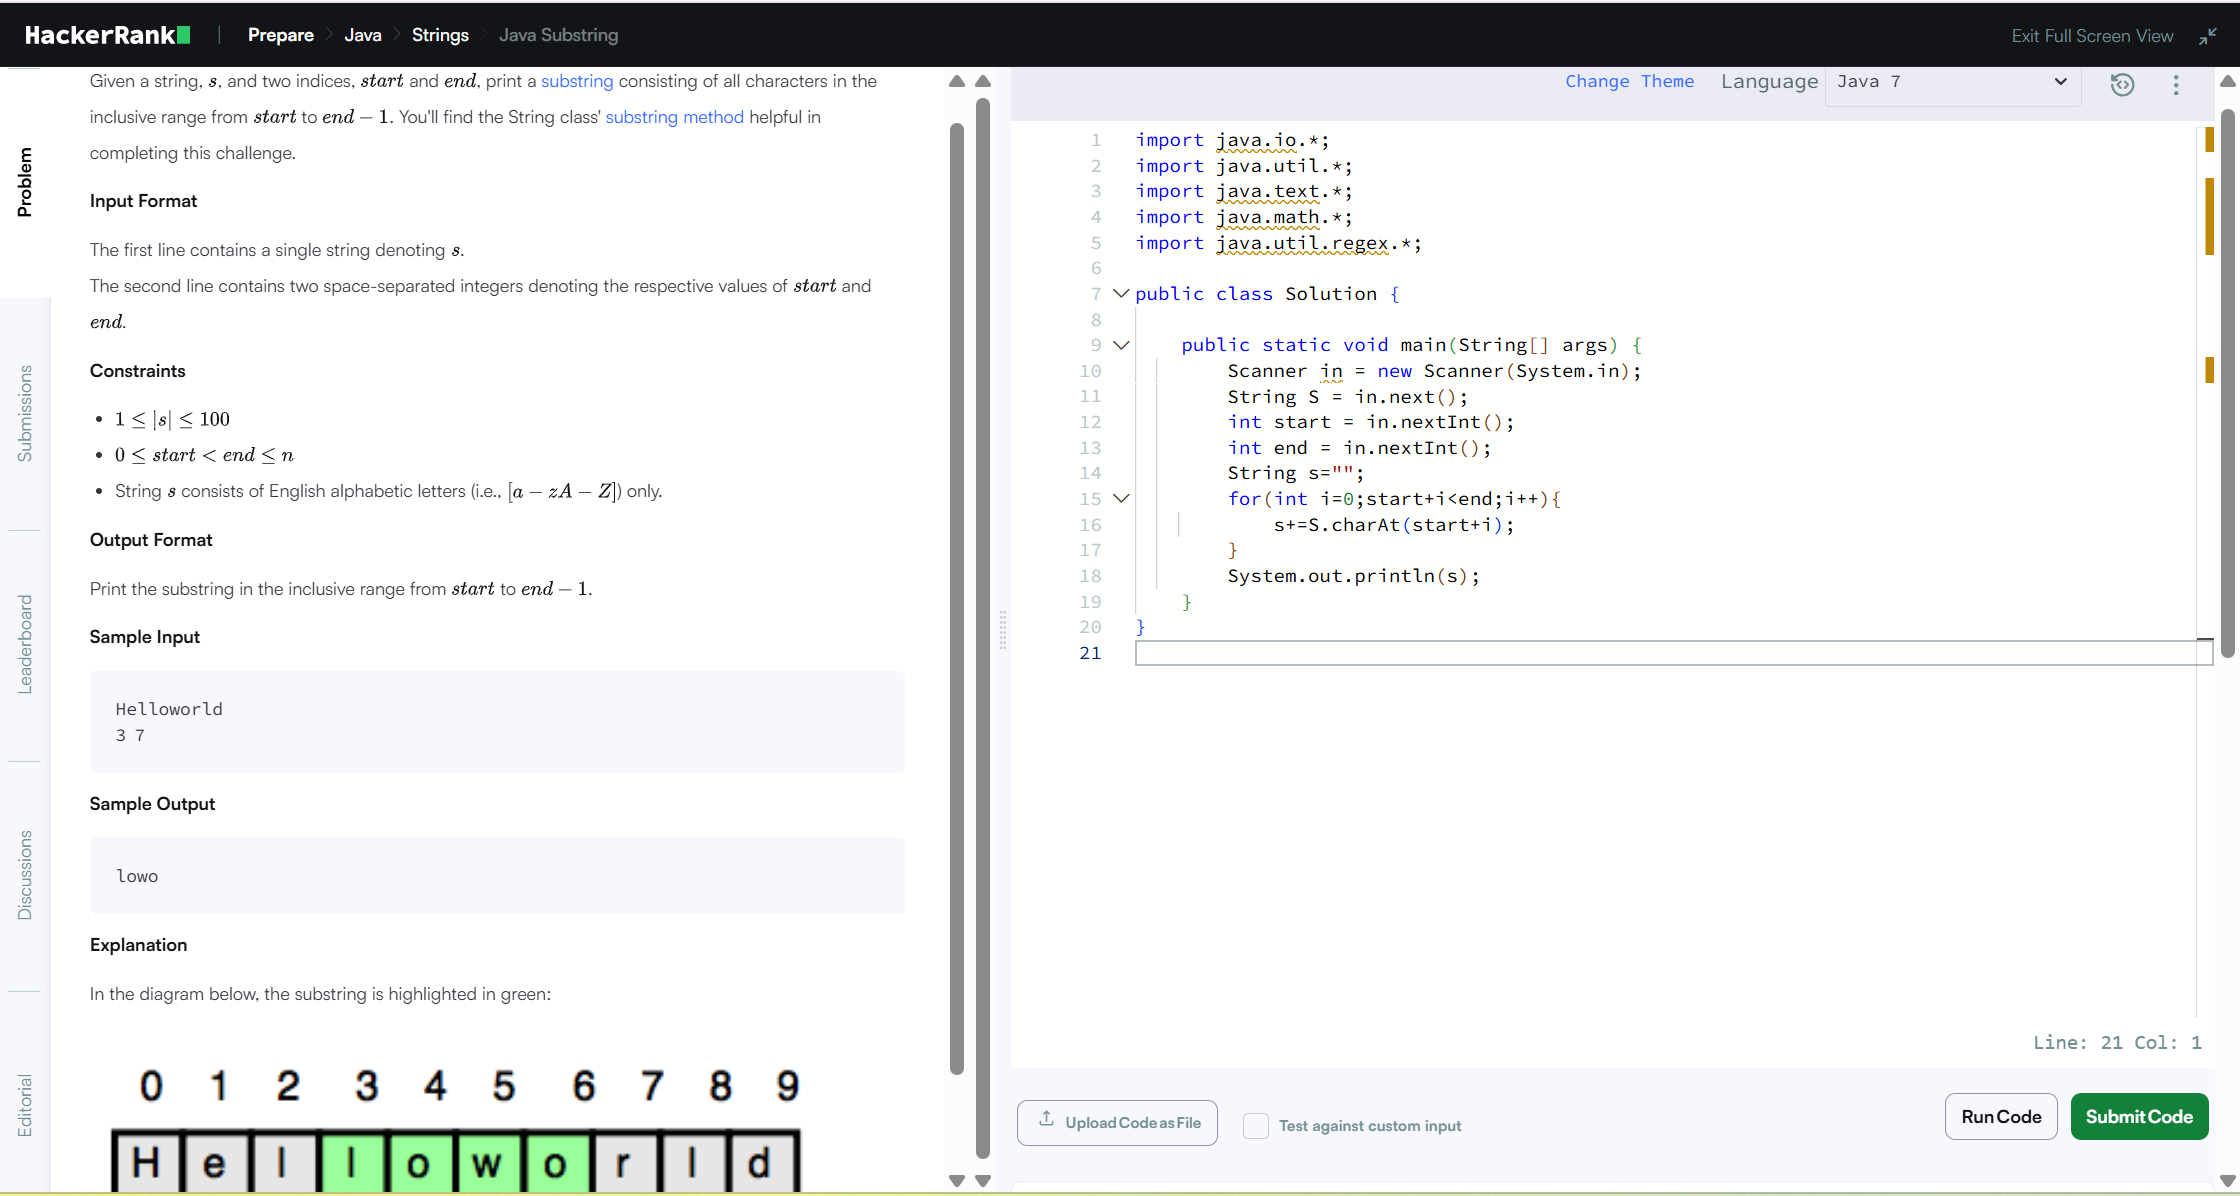 HackerRank | Prepare > Java > Strings > Java Substring
Exit Full Screen View
Problem
Submissions
Leaderboard
Discussions
Editorial
Given a string, s, and two indices, start and end, print a substring consisting of all characters in the
inclusive range from start to end − 1. You'll find the String class' substring method helpful in
completing this challenge.
Input Format
The first line contains a single string denoting s.
The second line contains two space-separated integers denoting the respective values of start and
end.
Constraints
• 1 ≤ |s| ≤ 100
• 0 ≤ start < end ≤ n
• String s consists of English alphabetic letters (i.e., [a − zA − Z]) only.
Output Format
Print the substring in the inclusive range from start to end − 1.
Sample Input
Helloworld
3 7
Sample Output
lowo
Explanation
In the diagram below, the substring is highlighted in green:
0 1 2 3 4 5 6 7 8 9
H e l l o w o r l d
Change Theme Language Java 7
1 import java.io.*;
2 import java.util.*;
3 import java.text.*;
4 import java.math.*;
5 import java.util.regex.*;
6
7 public class Solution {
8
9     public static void main(String[] args) {
10         Scanner in = new Scanner(System.in);
11         String S = in.next();
12         int start = in.nextInt();
13         int end = in.nextInt();
14         String s="";
15         for(int i=0;start+i<end;i++){
16             s+=S.charAt(start+i);
17         }
18         System.out.println(s);
19     }
20 }
21
Line: 21 Col: 1
Upload Code as File
Test against custom input
Run Code
Submit Code